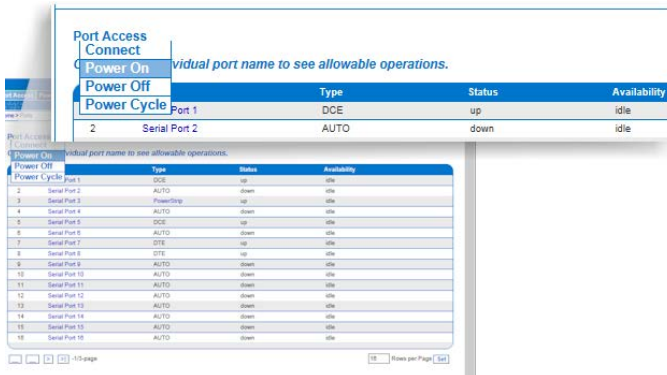 Port Access
Connect
Power On
vidual port name to see allowable operations.
Power Off
Power Cycle
Type Status Availability
Port 1 DCE up idle
2 Serial Port 2 AUTO down idle
Port Access
Connect
Power On
vidual port name to see allowable operations.
Power Off
Power Cycle
Type Status Availability
Port 1 DCE up idle
2 Serial Port 2 AUTO down idle
3 Serial Port 3 PowerStrip up idle
4 Serial Port 4 AUTO down idle
5 Serial Port 5 DCE up idle
6 Serial Port 6 AUTO down idle
7 Serial Port 7 DTE up idle
8 Serial Port 8 DTE up idle
9 Serial Port 9 AUTO down idle
10 Serial Port 10 AUTO down idle
11 Serial Port 11 AUTO down idle
12 Serial Port 12 AUTO down idle
13 Serial Port 13 AUTO down idle
14 Serial Port 14 AUTO down idle
15 Serial Port 15 AUTO down idle
16 Serial Port 16 AUTO down idle
-1/3-page 16 Rows per Page Set